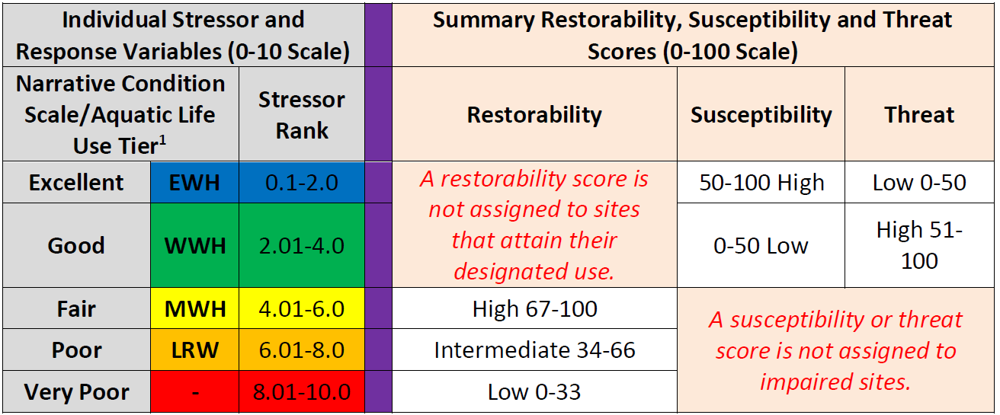 Individual Stressor and
Response Variables (0-10 Scale)
Summary Restorability, Susceptibility and Threat
Scores (0-100 Scale)
Narrative Condition
Scale/Aquatic Life
Use Tier¹
Stressor
Rank
Restorability
Susceptibility
Threat
Excellent
EWH
0.1-2.0
A restorability score is
not assigned to sites
that attain their
designated use.
50-100 High
Low 0-50
Good
WWH
2.01-4.0
0-50 Low
High 51-
100
Fair
MWH
4.01-6.0
High 67-100
A susceptibility or threat
score is not assigned to
impaired sites.
Poor
LRW
6.01-8.0
Intermediate 34-66
Very Poor
-
8.01-10.0
Low 0-33